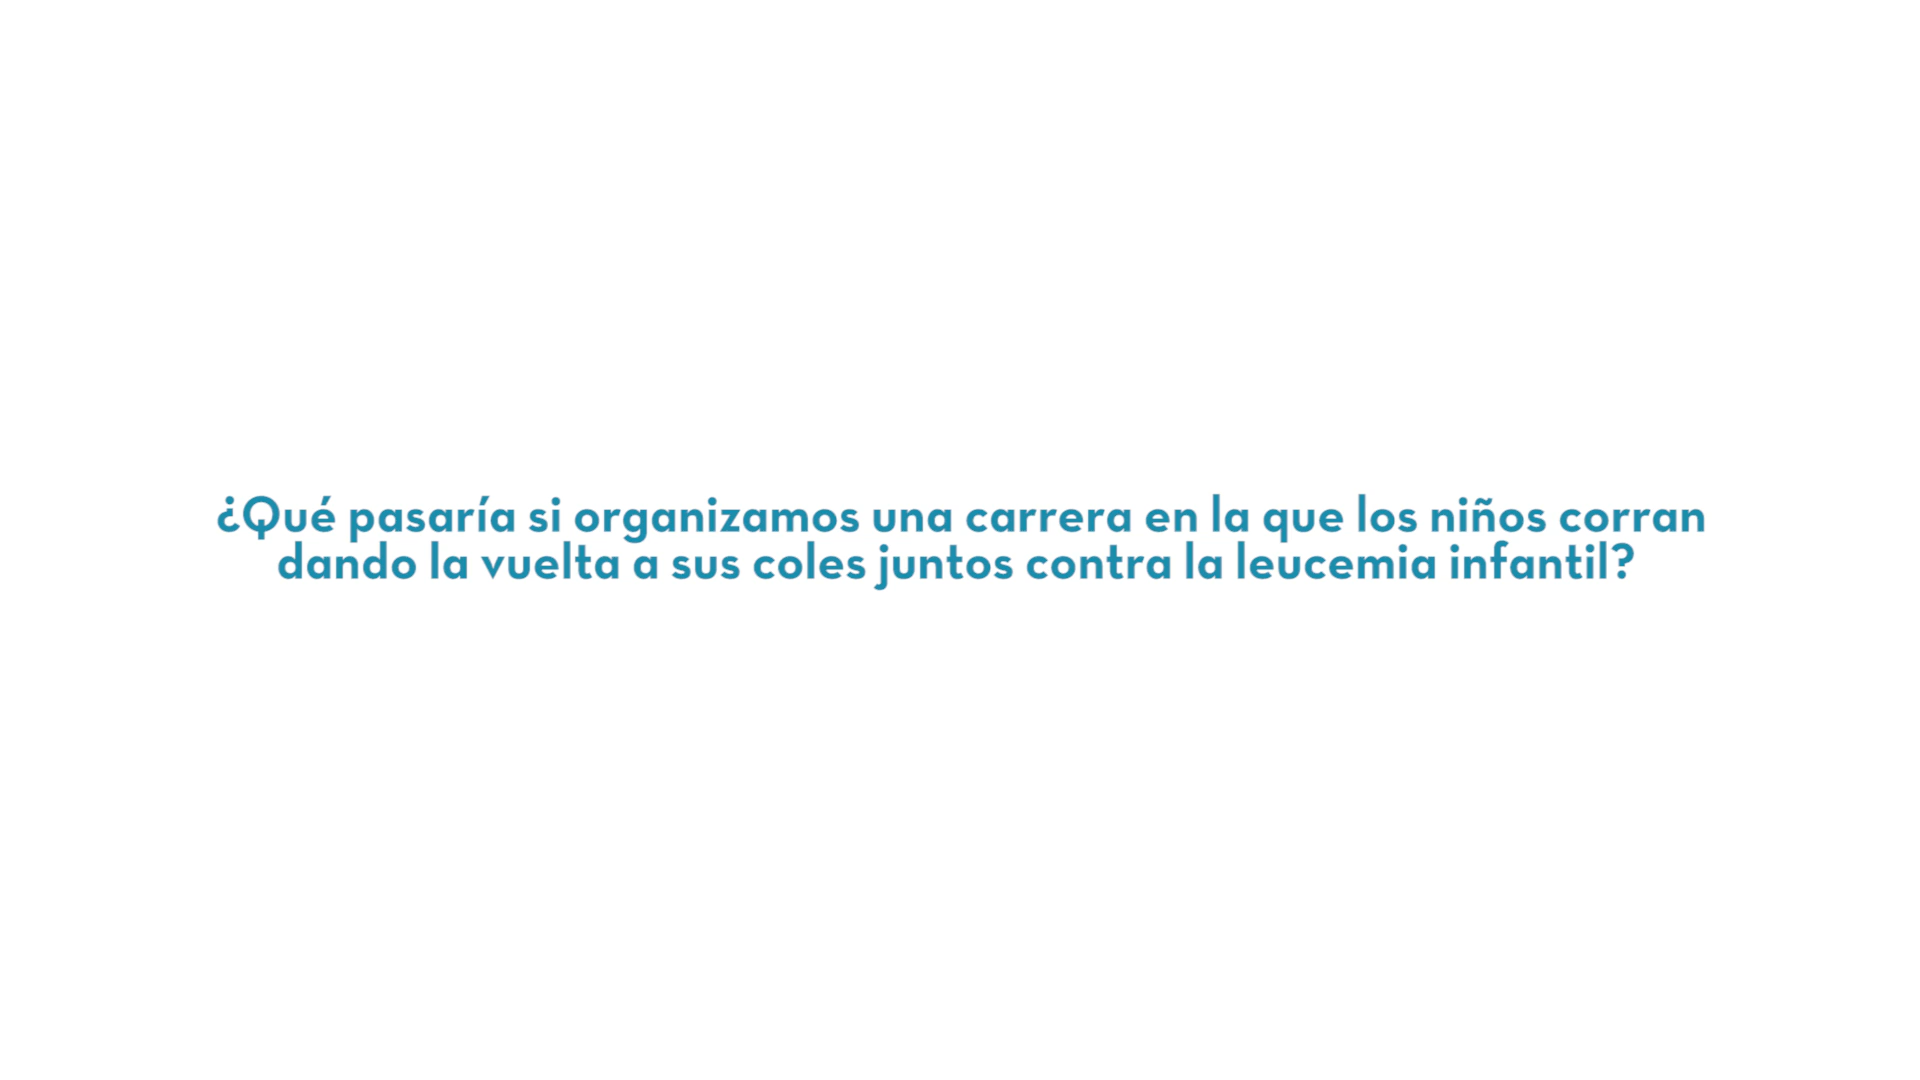 ¿Qué pasaría si organizamos una carrera en la que los niños corran
dando la vuelta a sus coles juntos contra la leucemia infantil?